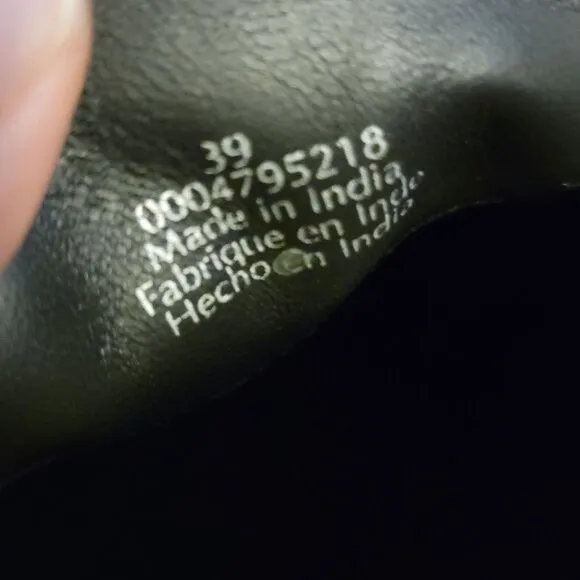 39
0004795218
Made in India
Fabrique en Inde
Hecho en India